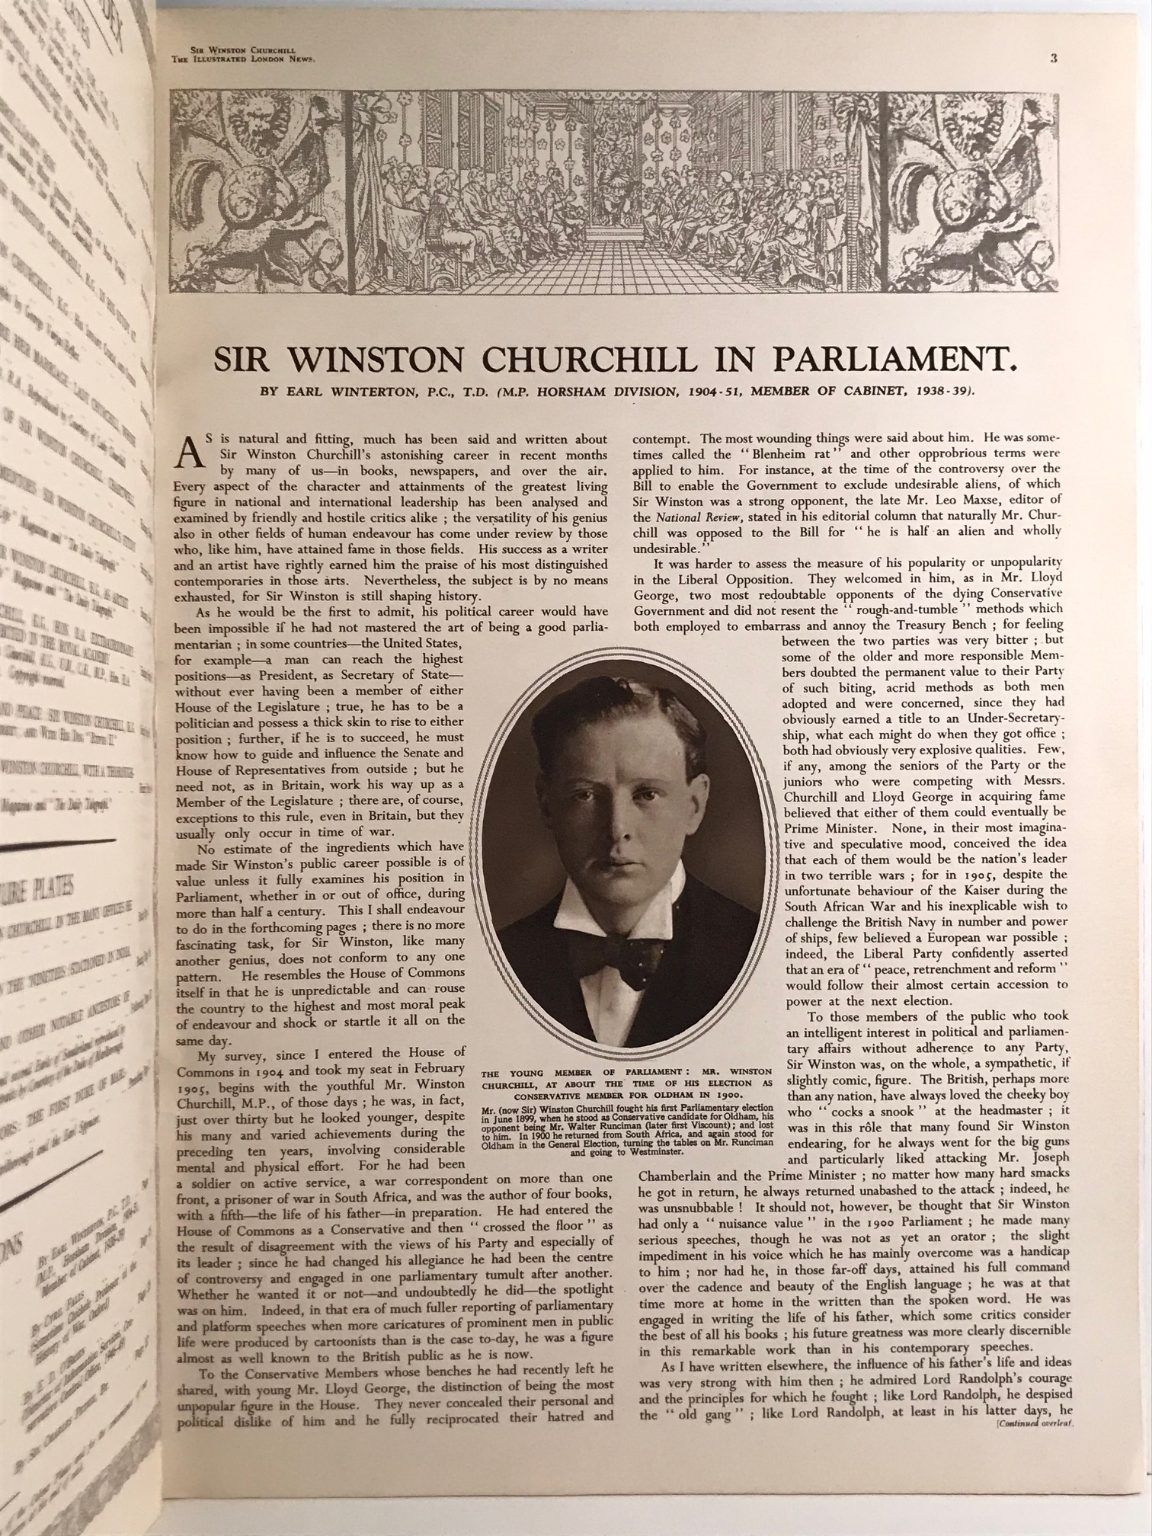 SIR WINSTON CHURCHILL
THE ILLUSTRATED LONDON NEWS.
3
SIR WINSTON CHURCHILL IN PARLIAMENT.
BY EARL WINTERTON, P.C., T.D. (M.P. HORSHAM DIVISION, 1904-51, MEMBER OF CABINET, 1938-39).
AS is natural and fitting, much has been said and written about
Sir Winston Churchill's astonishing career in recent months
by many of us—in books, newspapers, and over the air.
Every aspect of the character and attainments of the greatest living
figure in national and international leadership has been analysed and
examined by friendly and hostile critics alike ; the versatility of his genius
also in other fields of human endeavour has come under review by those
who, like him, have attained fame in those fields. His success as a writer
and an artist have rightly earned him the praise of his most distinguished
contemporaries in those arts. Nevertheless, the subject is by no means
exhausted, for Sir Winston is still shaping history.
As he would be the first to admit, his political career would have
been impossible if he had not mastered the art of being a good parlia-
mentarian ; in some countries—the United States,
for example—a man can reach the highest
positions—as President, as Secretary of State—
without ever having been a member of either
House of the Legislature ; true, he has to be a
politician and possess a thick skin to rise to either
position ; further, if he is to succeed, he must
know how to guide and influence the Senate and
House of Representatives from outside ; but he
need not, as in Britain, work his way up as a
Member of the Legislature ; there are, of course,
exceptions to this rule, even in Britain, but they
usually only occur in time of war.
No estimate of the ingredients which have
made Sir Winston's public career possible is of
value unless it fully examines his position in
Parliament, whether in or out of office, during
more than half a century. This I shall endeavour
to do in the forthcoming pages ; there is no more
fascinating task, for Sir Winston, like many
another genius, does not conform to any one
pattern. He resembles the House of Commons
itself in that he is unpredictable and can rouse
the country to the highest and most moral peak
of endeavour and shock or startle it all on the
same day.
My survey, since I entered the House of
Commons in 1904 and took my seat in February
1905, begins with the youthful Mr. Winston
Churchill, M.P., of those days ; he was, in fact,
just over thirty but he looked younger, despite
his many and varied achievements during the
preceding ten years, involving considerable
mental and physical effort. For he had been
a soldier on active service, a war correspondent on more than one
front, a prisoner of war in South Africa, and was the author of four books,
with a fifth—the life of his father—in preparation. He had entered the
House of Commons as a Conservative and then “ crossed the floor ” as
the result of disagreement with the views of his Party and especially of
its leader ; since he had changed his allegiance he had been the centre
of controversy and engaged in one parliamentary tumult after another.
Whether he wanted it or not—and undoubtedly he did—the spotlight
was on him. Indeed, in that era of much fuller reporting of parliamentary
and platform speeches when more caricatures of prominent men in public
life were produced by cartoonists than is the case to-day, he was a figure
almost as well known to the British public as he is now.
To the Conservative Members whose benches he had recently left he
shared, with young Mr. Lloyd George, the distinction of being the most
unpopular figure in the House. They never concealed their personal and
political dislike of him and he fully reciprocated their hatred and
THE YOUNG MEMBER OF PARLIAMENT : MR. WINSTON
CHURCHILL, AT ABOUT THE TIME OF HIS ELECTION AS
CONSERVATIVE MEMBER FOR OLDHAM IN 1900.
Mr. (now Sir) Winston Churchill fought his first Parliamentary election
in June 1899, when he stood as Conservative candidate for Oldham, his
opponent being Mr. Walter Runciman (later first Viscount); and lost
to him. In 1900 he returned from South Africa, and again stood for
Oldham in the General Election, turning the tables on Mr. Runciman
and going to Westminster.
contempt. The most wounding things were said about him. He was some-
times called the “ Blenheim rat ” and other opprobrious terms were
applied to him. For instance, at the time of the controversy over the
Bill to enable the Government to exclude undesirable aliens, of which
Sir Winston was a strong opponent, the late Mr. Leo Maxse, editor of
the National Review, stated in his editorial column that naturally Mr. Chur-
chill was opposed to the Bill for “ he is half an alien and wholly
undesirable.”
It was harder to assess the measure of his popularity or unpopularity
in the Liberal Opposition. They welcomed in him, as in Mr. Lloyd
George, two most redoubtable opponents of the dying Conservative
Government and did not resent the “ rough-and-tumble ” methods which
both employed to embarrass and annoy the Treasury Bench ; for feeling
between the two parties was very bitter ; but
some of the older and more responsible Mem-
bers doubted the permanent value to their Party
of such biting, acrid methods as both men
adopted and were concerned, since they had
obviously earned a title to an Under-Secretary-
ship, what each might do when they got office ;
both had obviously very explosive qualities. Few,
if any, among the seniors of the Party or the
juniors who were competing with Messrs.
Churchill and Lloyd George in acquiring fame
believed that either of them could eventually be
Prime Minister. None, in their most imagina-
tive and speculative mood, conceived the idea
that each of them would be the nation's leader
in two terrible wars ; for in 1905, despite the
unfortunate behaviour of the Kaiser during the
South African War and his inexplicable wish to
challenge the British Navy in number and power
of ships, few believed a European war possible ;
indeed, the Liberal Party confidently asserted
that an era of “ peace, retrenchment and reform ”
would follow their almost certain accession to
power at the next election.
To those members of the public who took
an intelligent interest in political and parliamen-
tary affairs without adherence to any Party,
Sir Winston was, on the whole, a sympathetic, if
slightly comic, figure. The British, perhaps more
than any nation, have always loved the cheeky boy
who “ cocks a snook ” at the headmaster ; it
was in this rôle that many found Sir Winston
endearing, for he always went for the big guns
and particularly liked attacking Mr. Joseph
Chamberlain and the Prime Minister ; no matter how many hard smacks
he got in return, he always returned unabashed to the attack ; indeed, he
was unsnubbable ! It should not, however, be thought that Sir Winston
had only a “ nuisance value ” in the 1900 Parliament ; he made many
serious speeches, though he was not as yet an orator ; the slight
impediment in his voice which he has mainly overcome was a handicap
to him ; nor had he, in those far-off days, attained his full command
over the cadence and beauty of the English language ; he was at that
time more at home in the written than the spoken word. He was
engaged in writing the life of his father, which some critics consider
the best of all his books ; his future greatness was more clearly discernible
in this remarkable work than in his contemporary speeches.
As I have written elsewhere, the influence of his father's life and ideas
was very strong with him then ; he admired Lord Randolph's courage
and the principles for which he fought ; like Lord Randolph, he despised
the “ old gang ” ; like Lord Randolph, at least in his latter days, he
[Continued overleaf.